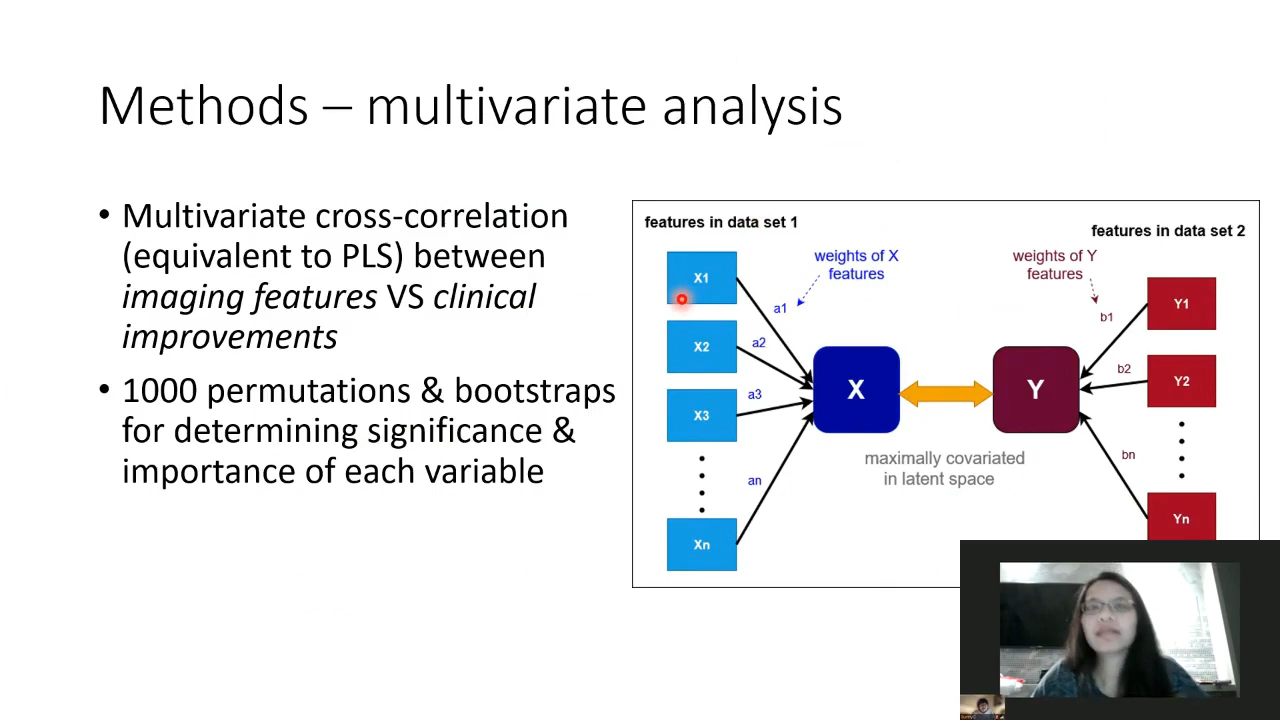 Methods – multivariate analysis
• Multivariate cross-correlation
(equivalent to PLS) between
imaging features VS clinical
improvements
• 1000 permutations & bootstraps
for determining significance &
importance of each variable
features in data set 1
features in data set 2
weights of X
features
weights of Y
features
X1
X2
X3
Xn
a1
a2
a3
an
X
Y
maximally covariated
in latent space
b1
b2
bn
Y1
Y2
Yn